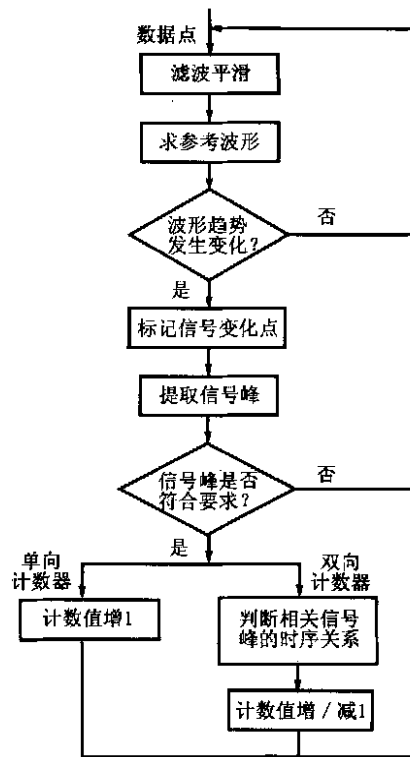 数据点
滤波平滑
求参考波形
波形趋势
发生变化?
否
是
标记信号变化点
提取信号峰
信号峰是否
符合要求?
否
是
单向
计数器
双向
计数器
计数值增1
判断相关信号
峰的时序关系
计数值增/减1